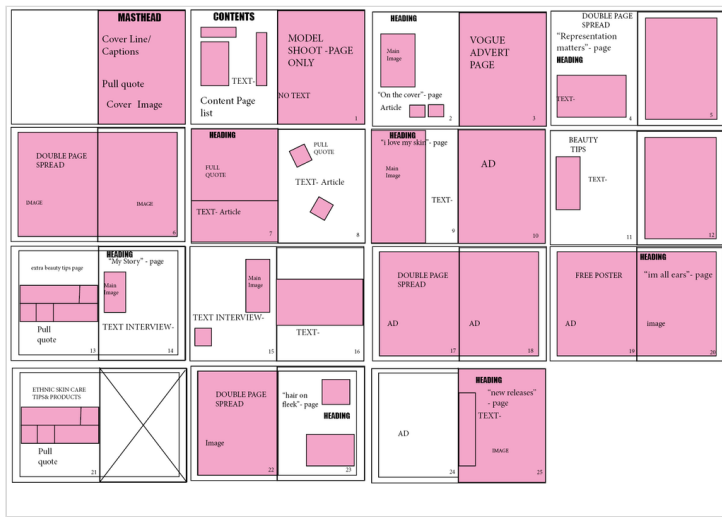 MASTHEAD
Cover Line/
Captions
Pull quote
Cover Image
CONTENTS
TEXT-
Content Page
list
MODEL
SHOOT -PAGE
ONLY
NO TEXT
1
HEADING
Main
Image
"On the cover"- page
Article
2
VOGUE
ADVERT
PAGE
3
DOUBLE PAGE
SPREAD
"Representation
matters"- page
HEADING
TEXT-
4
5
DOUBLE PAGE
SPREAD
IMAGE
IMAGE
6
HEADING
PULL
QUOTE
TEXT- Article
7
PULL
QUOTE
TEXT- Article
8
HEADING
"i love my skin"- page
Main
Image
TEXT-
9
AD
10
BEAUTY
TIPS
TEXT-
11
12
extra beauty tips page
Pull
quote
13
HEADING
"My Story"- page
Main
Image
TEXT INTERVIEW-
14
Main
Image
TEXT INTERVIEW-
15
TEXT-
16
DOUBLE PAGE
SPREAD
AD
17
AD
18
FREE POSTER
AD
19
HEADING
"im all ears"- page
image
20
ETHNIC SKIN CARE
TIPS& PRODUCTS
Pull
quote
21
DOUBLE PAGE
SPREAD
Image
22
"hair on
fleek"- page
HEADING
23
AD
24
HEADING
"new releases"
- page
TEXT-
IMAGE
25